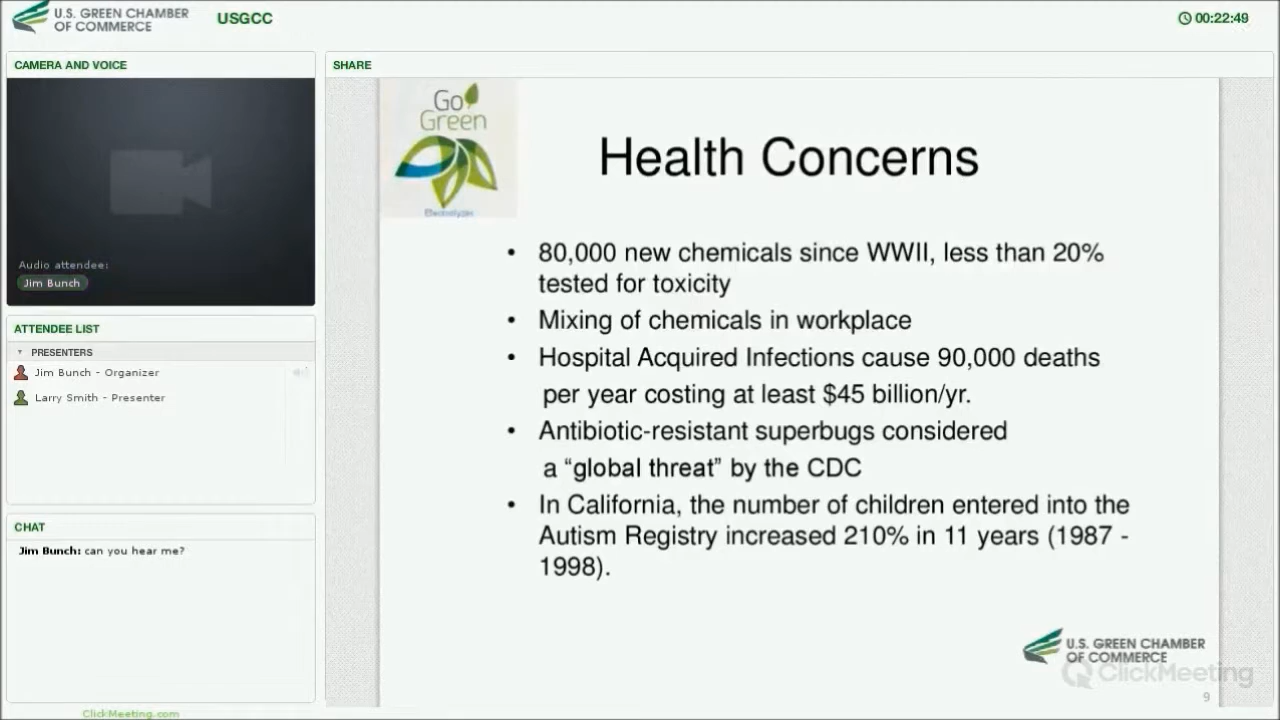 U.S. GREEN CHAMBER
OF COMMERCE
USGCC
00:22:49
CAMERA AND VOICE
Audio attendee:
Jim Bunch
ATTENDEE LIST
PRESENTERS
Jim Bunch - Organizer
Larry Smith - Presenter
CHAT
Jim Bunch: can you hear me?
ClickMeeting.com
SHARE
Go
Green
Health Concerns
• 80,000 new chemicals since WWII, less than 20%
tested for toxicity
• Mixing of chemicals in workplace
• Hospital Acquired Infections cause 90,000 deaths
per year costing at least $45 billion/yr.
• Antibiotic-resistant superbugs considered
a “global threat” by the CDC
• In California, the number of children entered into the
Autism Registry increased 210% in 11 years (1987 -
1998).
U.S. GREEN CHAMBER
OF COMMERCE
ClickMeeting
9